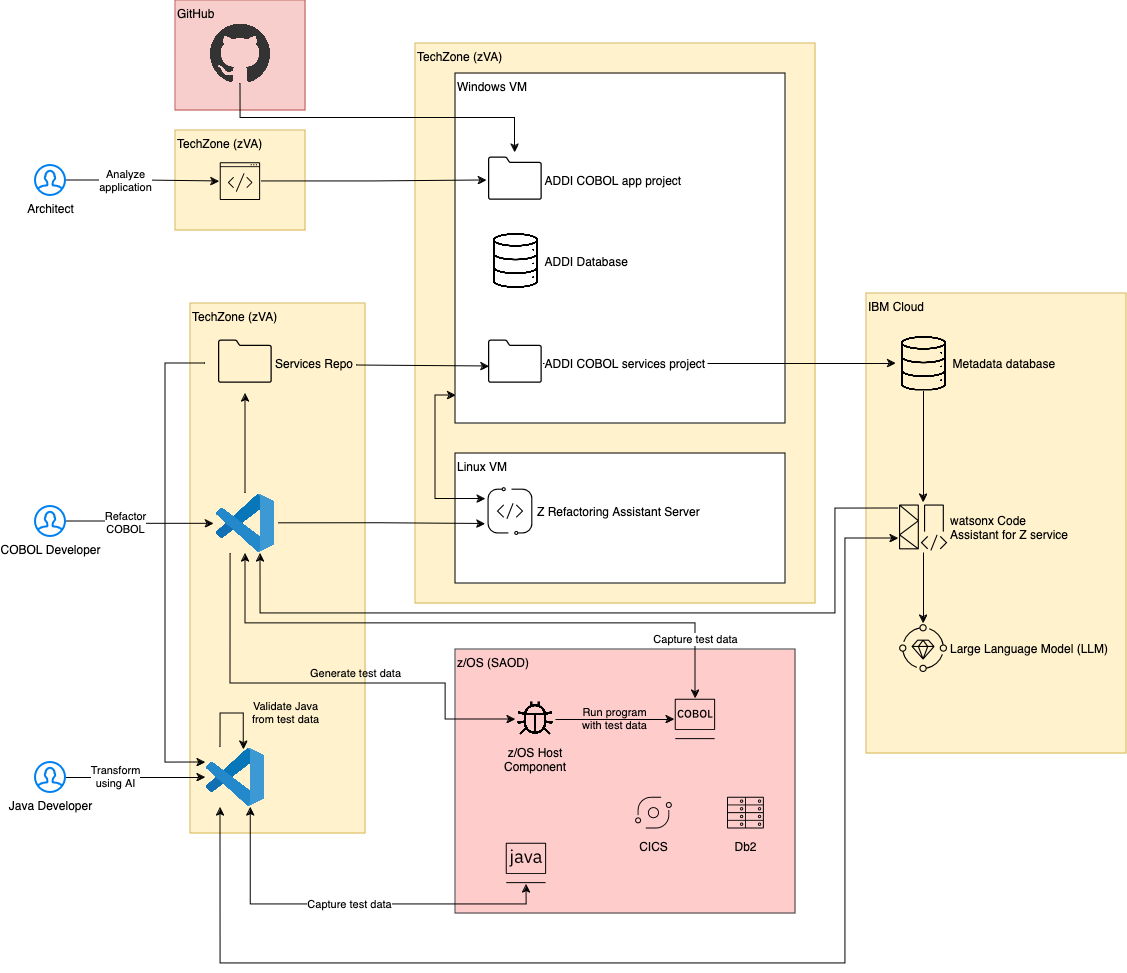 GitHub
TechZone (zVA)
Windows VM
TechZone (zVA)
</>
Analyze
application
Architect
ADDI COBOL app project
ADDI Database
IBM Cloud
TechZone (zVA)
Services Repo
ADDI COBOL services project
Metadata database
Linux VM
</>
Z Refactoring Assistant Server
Refactor
COBOL
COBOL Developer
watsonx Code
Assistant for Z service
</>
Capture test data
Large Language Model (LLM)
z/OS (SAOD)
Generate test data
Validate Java
from test data
Run program
with test data
COBOL
z/OS Host
Component
Transform
using AI
Java Developer
CICS
Db2
java
Capture test data